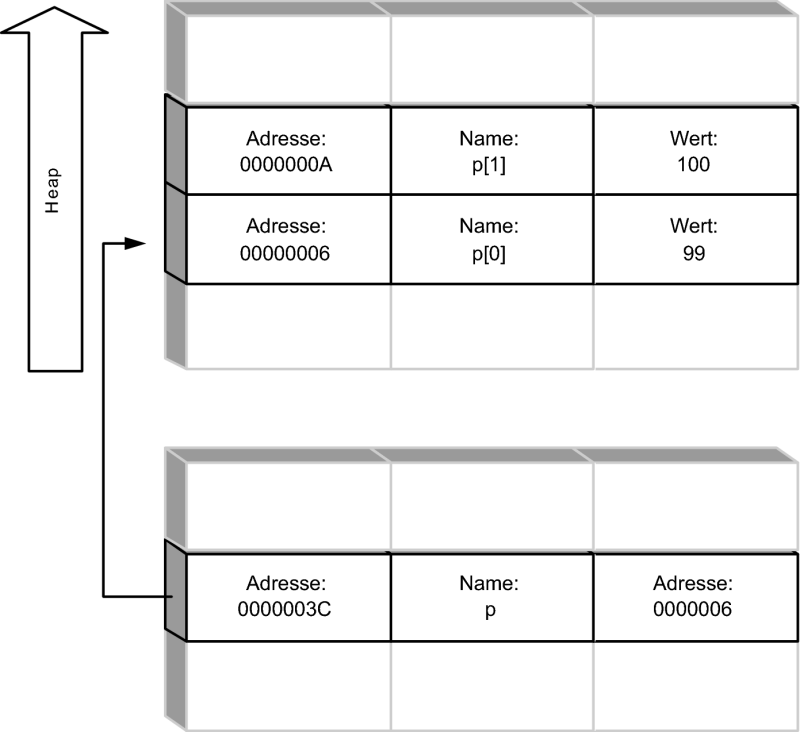 Heap
Adresse:
0000000A
Name:
p[1]
Wert:
100
Adresse:
00000006
Name:
p[0]
Wert:
99
Adresse:
0000003C
Name:
p
Adresse:
0000006